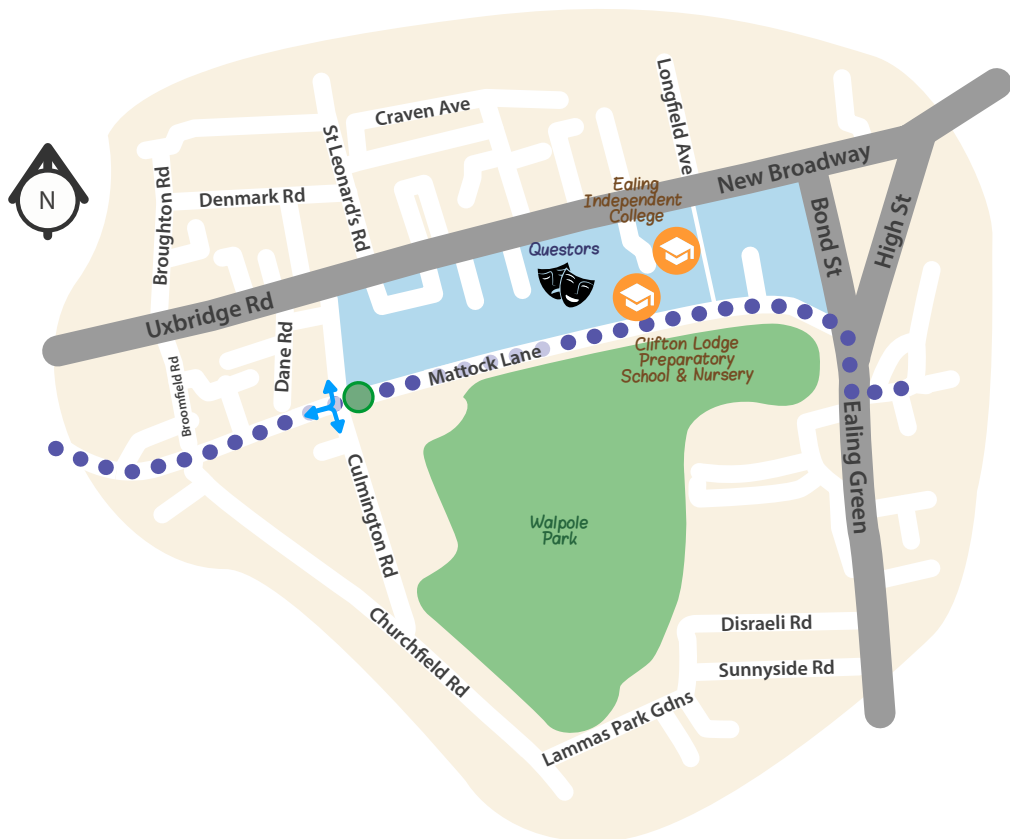 Longfield Ave
Craven Ave
St Leonard's Rd
New Broadway
Broughton Rd
Denmark Rd
Ealing
Independent
College
Bond St
High St
N
Questors
Uxbridge Rd
Dane Rd
Broomfield Rd
Mattock Lane
Clifton Lodge
Preparatory
School & Nursery
Ealing Green
Culmington Rd
Walpole
Park
Churchfield Rd
Disraeli Rd
Sunnyside Rd
Lammas Park Gdns